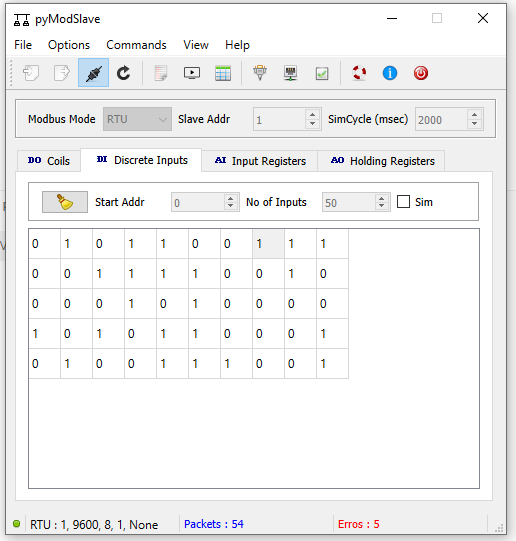 pyModSlave
File Options Commands View Help
Modbus Mode RTU Slave Addr 1 SimCycle (msec) 2000
DO Coils DI Discrete Inputs AI Input Registers AO Holding Registers
Start Addr 0 No of Inputs 50 Sim
0 1 0 1 1 0 0 1 1 1
0 0 1 1 1 1 0 0 1 0
0 0 0 1 0 1 0 0 0 0
1 0 1 0 1 1 0 0 0 1
0 1 0 0 1 1 1 0 0 1
RTU : 1, 9600, 8, 1, None Packets : 54 Erros : 5